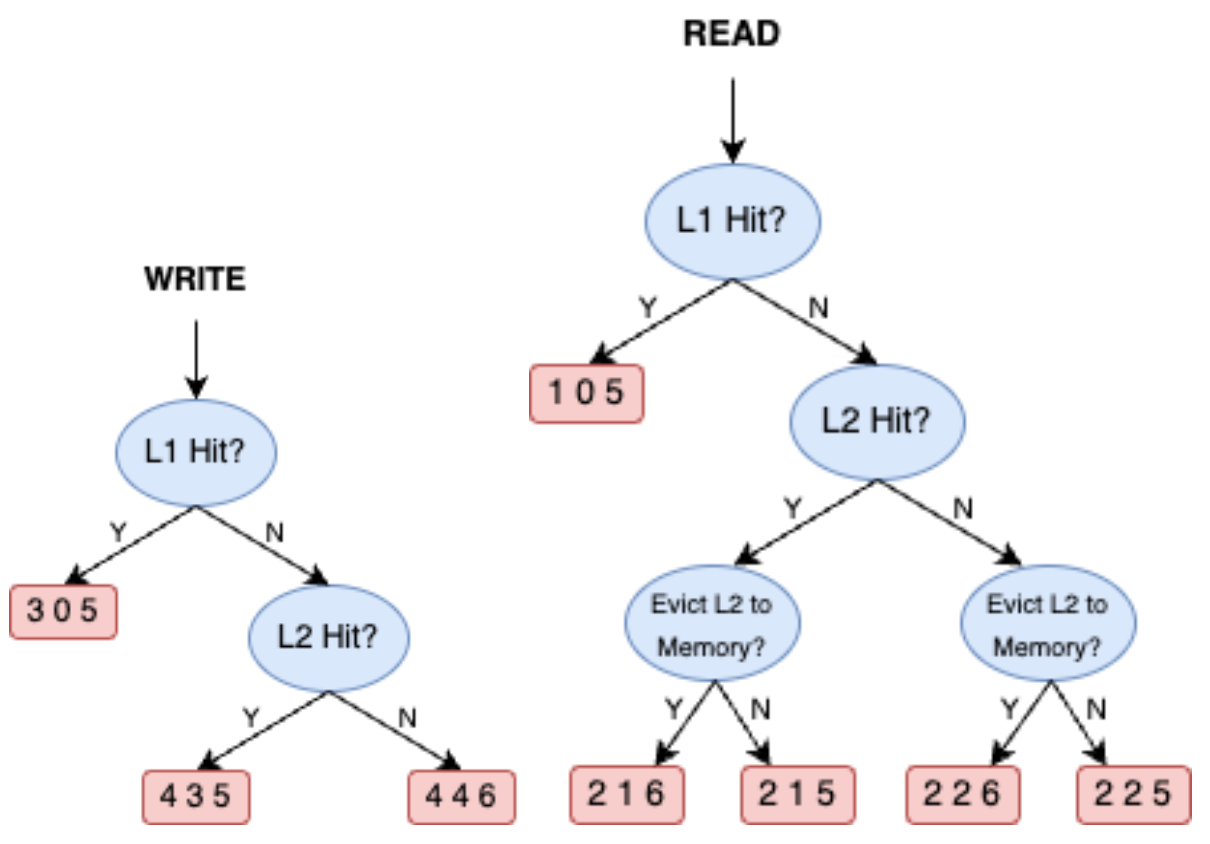 WRITE
L1 Hit?
Y
N
3 0 5
L2 Hit?
Y
N
4 3 5
4 4 6
READ
L1 Hit?
Y
N
1 0 5
L2 Hit?
Y
N
Evict L2 to
Memory?
Evict L2 to
Memory?
Y
N
Y
N
2 1 6
2 1 5
2 2 6
2 2 5